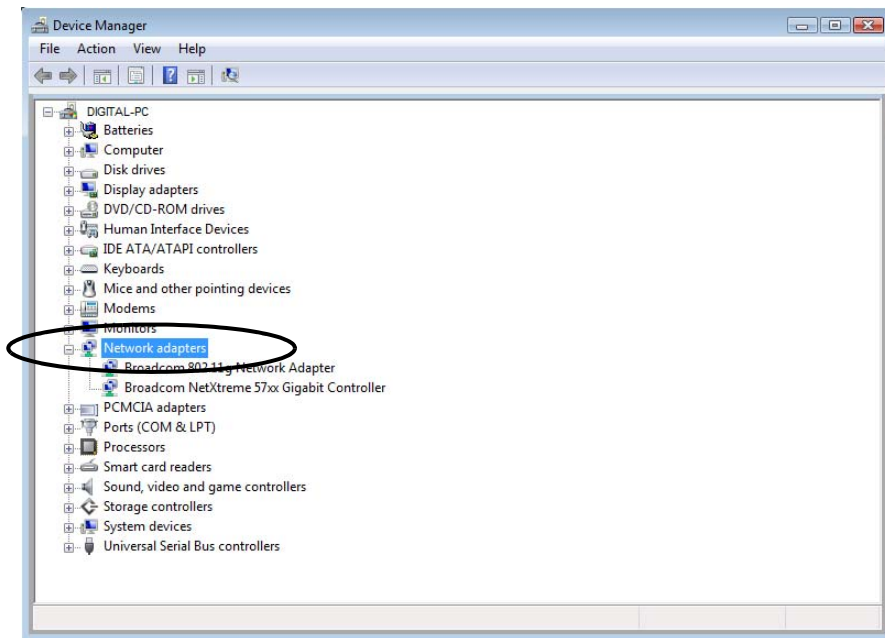 Device Manager
File Action View Help
DIGITAL-PC
Batteries
Computer
Disk drives
Display adapters
DVD/CD-ROM drives
Human Interface Devices
IDE ATA/ATAPI controllers
Keyboards
Mice and other pointing devices
Modems
Monitors
Network adapters
Broadcom 802.11g Network Adapter
Broadcom NetXtreme 57xx Gigabit Controller
PCMCIA adapters
Ports (COM & LPT)
Processors
Smart card readers
Sound, video and game controllers
Storage controllers
System devices
Universal Serial Bus controllers